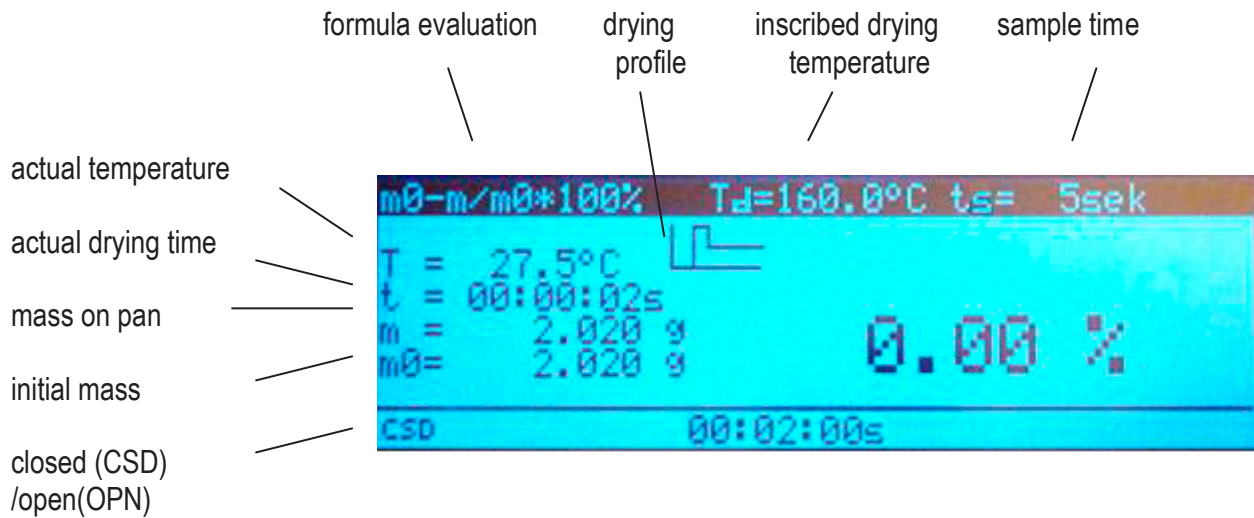 formula evaluation
drying
profile
inscribed drying
temperature
sample time
actual temperature
actual drying time
mass on pan
initial mass
closed (CSD)
/open(OPN)
m0-m/m0*100% Td=160.0°C ts= 5sek
T = 27.5°C
t = 00:00:02s
m = 2.020 g
m0= 2.020 g
0.00 %
CSD 00:02:00s